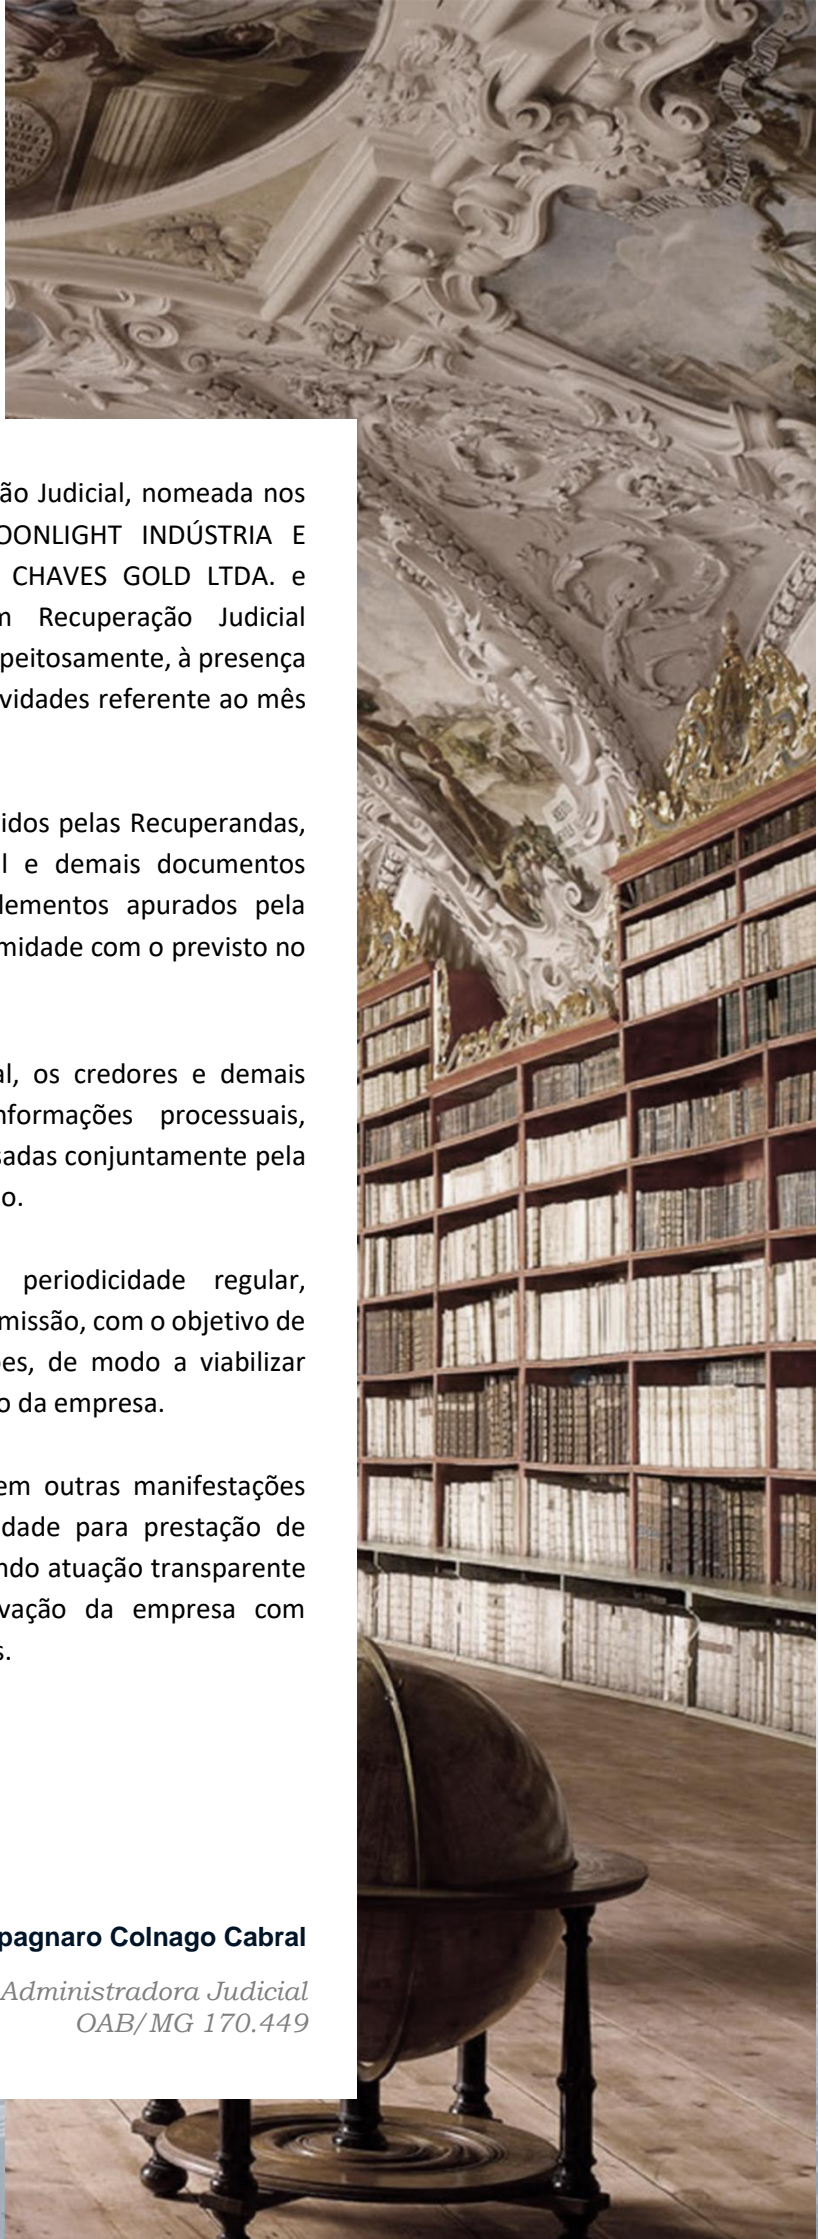 ão Judicial, nomeada nos
OONLIGHT INDÚSTRIA E
CHAVES GOLD LTDA. e
m Recuperação Judicial
peitosamente, à presença
vidades referente ao mês
idos pelas Recuperandas,
l e demais documentos
lementos apurados pela
midade com o previsto no
al, os credores e demais
nformações processuais,
sadas conjuntamente pela
o.
periodicidade regular,
missão, com o objetivo de
es, de modo a viabilizar
o da empresa.
em outras manifestações
dade para prestação de
ndo atuação transparente
vação da empresa com
s.
pagnaro Colnago Cabral
Administradora Judicial
OAB/MG 170.449